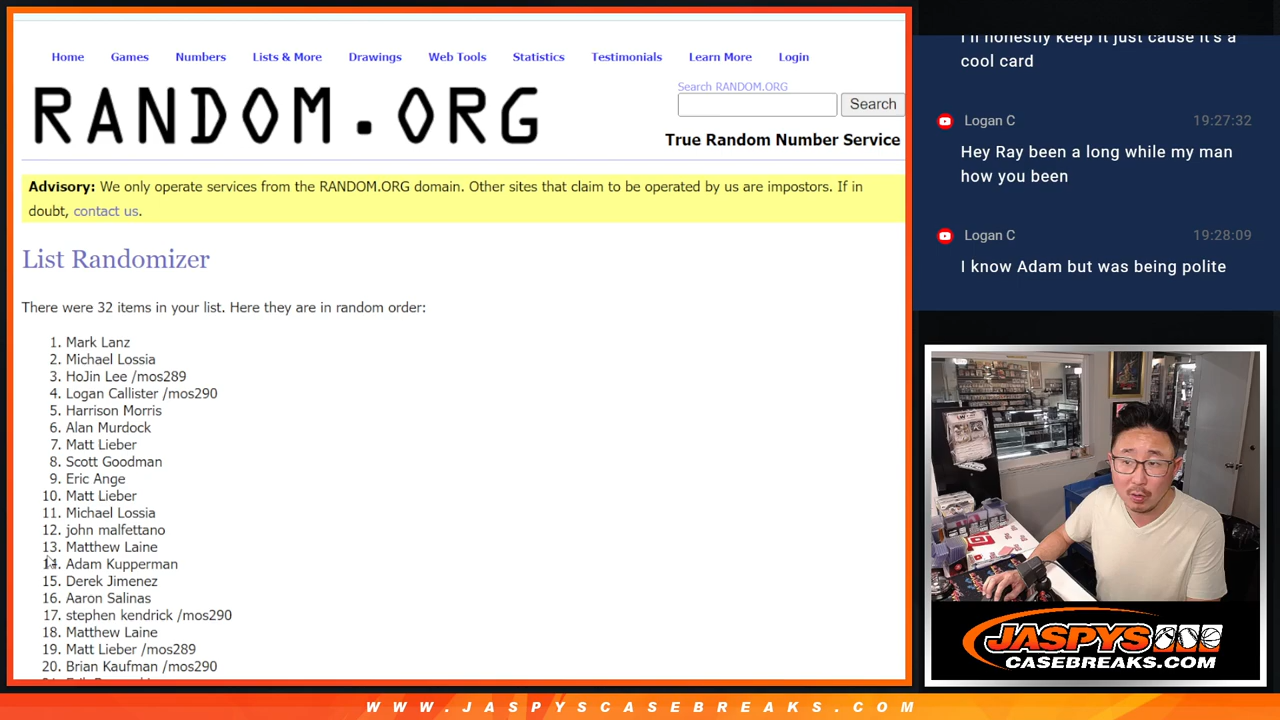 Home Games Numbers Lists & More Drawings Web Tools Statistics Testimonials Learn More Login
RANDOM.ORG
Search RANDOM.ORG
Search
True Random Number Service
Advisory: We only operate services from the RANDOM.ORG domain. Other sites that claim to be operated by us are impostors. If in
doubt, contact us.
List Randomizer
There were 32 items in your list. Here they are in random order:
1. Mark Lanz
2. Michael Lossia
3. HoJin Lee /mos289
4. Logan Callister /mos290
5. Harrison Morris
6. Alan Murdock
7. Matt Lieber
8. Scott Goodman
9. Eric Ange
10. Matt Lieber
11. Michael Lossia
12. john malfettano
13. Matthew Laine
14. Adam Kupperman
15. Derek Jimenez
16. Aaron Salinas
17. stephen kendrick /mos290
18. Matthew Laine
19. Matt Lieber /mos289
20. Brian Kaufman /mos290
I'll honestly keep it just cause it's a
cool card
Logan C 19:27:32
Hey Ray been a long while my man
how you been
Logan C 19:28:09
I know Adam but was being polite
JASPYS
CASEBREAKS.COM
WWW.JASPYSCASEBREAKS.COM